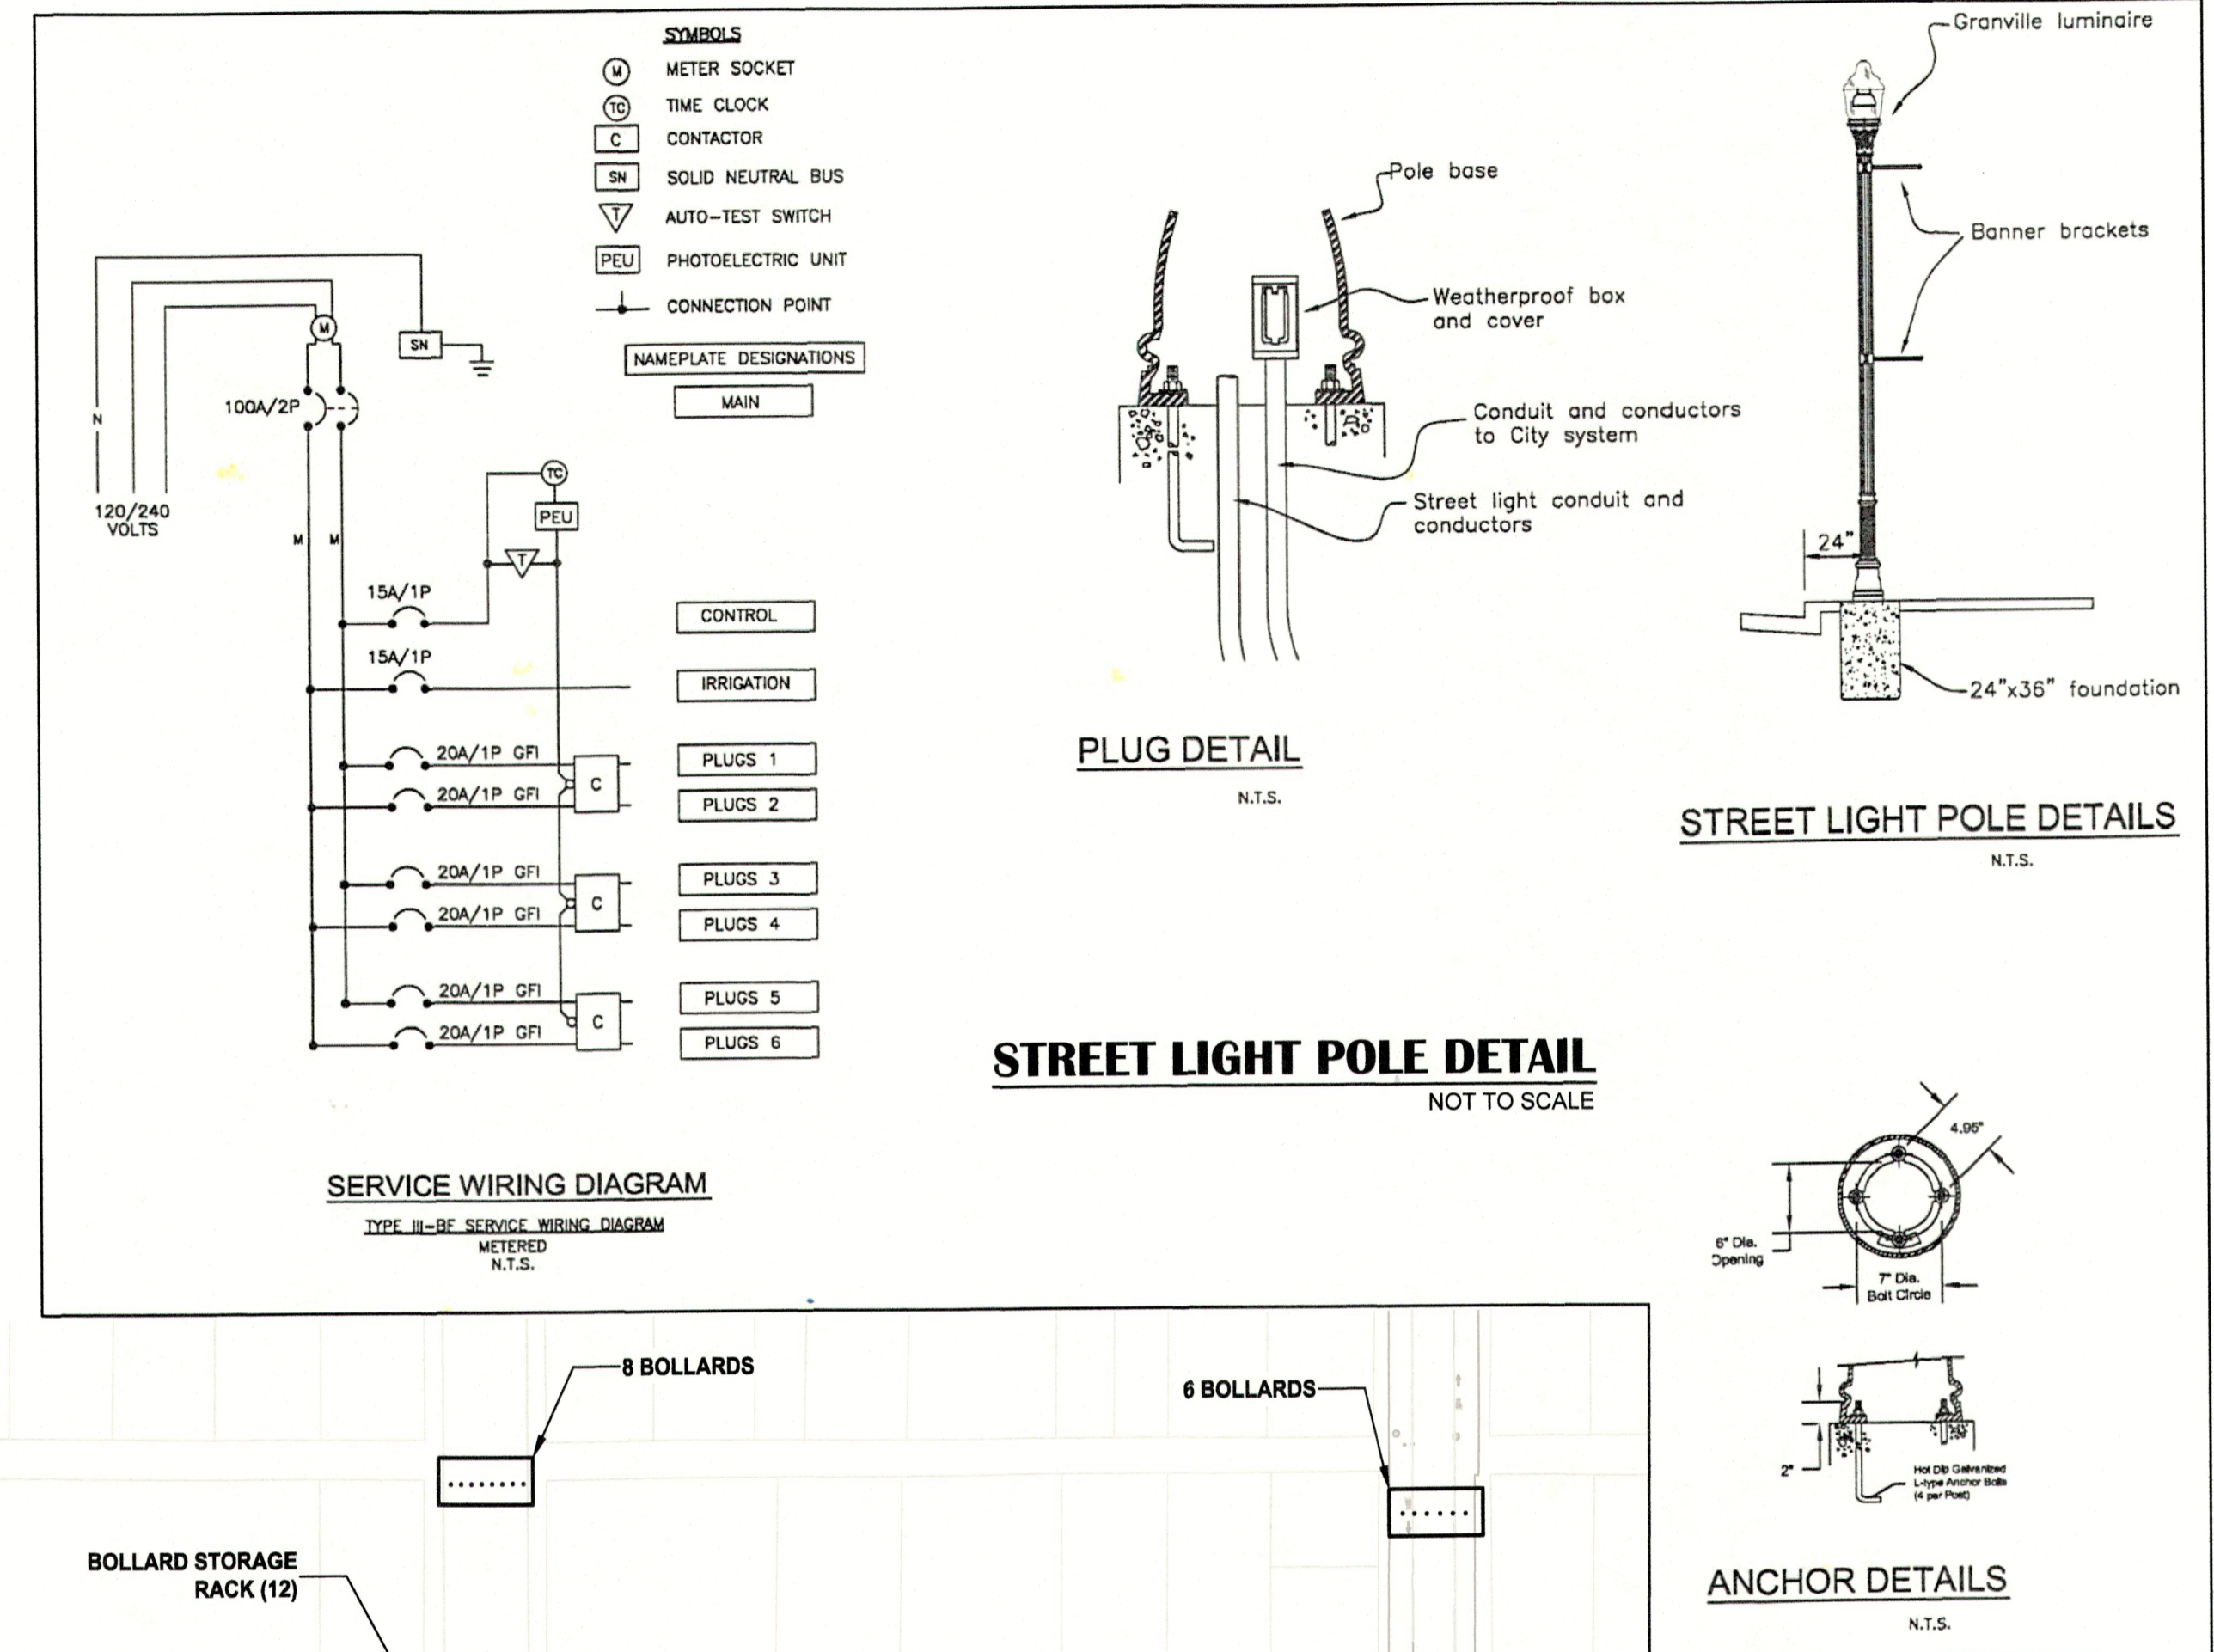 SYMBOLS
M METER SOCKET
TC TIME CLOCK
C CONTACTOR
SN SOLID NEUTRAL BUS
T AUTO-TEST SWITCH
PEU PHOTOELECTRIC UNIT
CONNECTION POINT
NAMEPLATE DESIGNATIONS
MAIN
M
SN
100A/2P
N
120/240
VOLTS
TC
PEU
M M
T
15A/1P
CONTROL
15A/1P
IRRIGATION
20A/1P GFI
PLUGS 1
C
20A/1P GFI
PLUGS 2
20A/1P GFI
PLUGS 3
C
20A/1P GFI
PLUGS 4
20A/1P GFI
PLUGS 5
C
20A/1P GFI
PLUGS 6
SERVICE WIRING DIAGRAM
TYPE III-BF SERVICE WIRING DIAGRAM
METERED
N.T.S.
Pole base
Weatherproof box
and cover
Conduit and conductors
to City system
Street light conduit and
conductors
PLUG DETAIL
N.T.S.
Granville luminaire
Banner brackets
24"
24"x36" foundation
STREET LIGHT POLE DETAILS
N.T.S.
STREET LIGHT POLE DETAIL
NOT TO SCALE
4.95"
6" Dia.
Opening
7" Dia.
Bolt Circle
2"
Hot Dip Galvanized
L-type Anchor Bolts
(4 per Post)
ANCHOR DETAILS
N.T.S.
8 BOLLARDS
6 BOLLARDS
BOLLARD STORAGE
RACK (12)